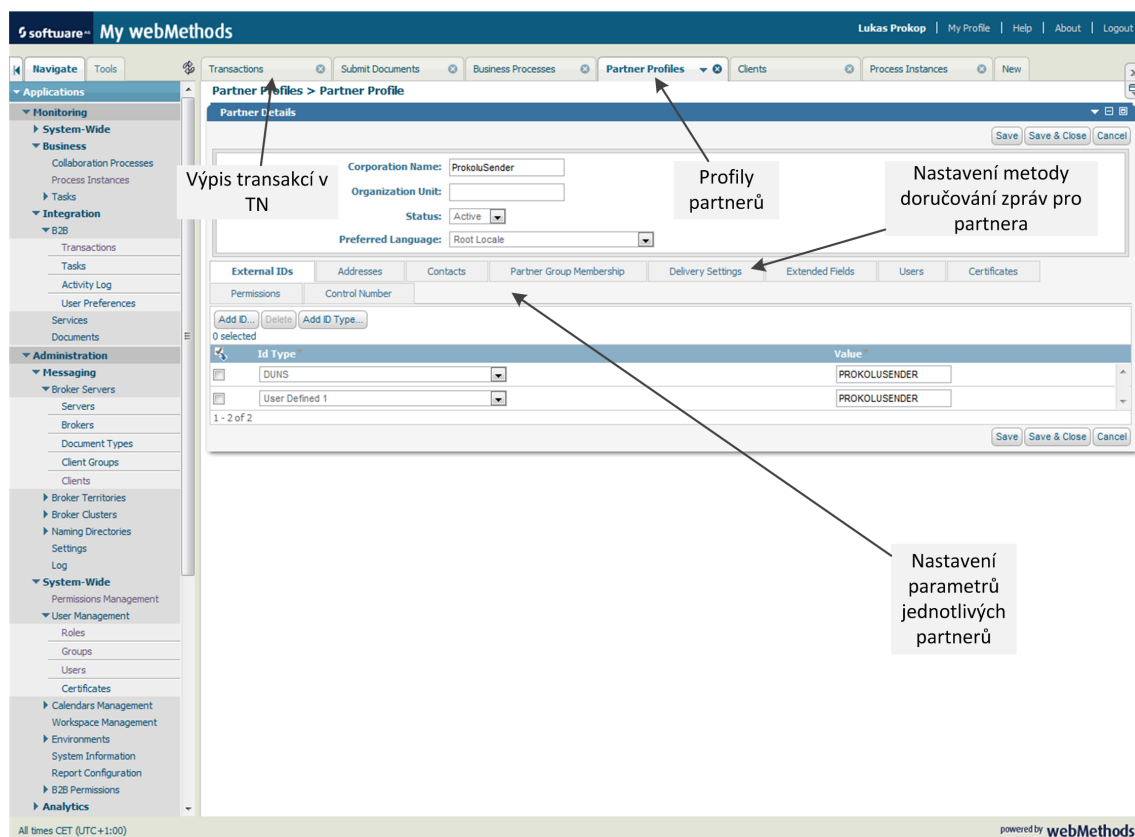 software AG My webMethods
Lukas Prokop | My Profile | Help | About | Logout
Navigate Tools
Transactions Submit Documents Business Processes Partner Profiles Clients Process Instances New
Applications
Monitoring
System-Wide
Business
Collaboration Processes
Process Instances
Tasks
Integration
B2B
Transactions
Tasks
Activity Log
User Preferences
Services
Documents
Administration
Messaging
Broker Servers
Servers
Brokers
Document Types
Client Groups
Clients
Broker Territories
Broker Clusters
Naming Directories
Settings
Log
System-Wide
Permissions Management
User Management
Roles
Groups
Users
Certificates
Calendars Management
Workspace Management
Environments
System Information
Report Configuration
B2B Permissions
Analytics
Partner Profiles > Partner Profile
Partner Details
Save Save & Close Cancel
Corporation Name: ProkoluSender
Organization Unit:
Status: Active
Preferred Language: Root Locale
Výpis transakcí v
TN
Profily
partnerů
Nastavení metody
doručování zpráv pro
partnera
External IDs Addresses Contacts Partner Group Membership Delivery Settings Extended Fields Users Certificates
Permissions Control Number
Add ID... Delete Add ID Type...
0 selected
Id Type Value
DUNS PROKOLUSENDER
User Defined 1 PROKOLUSENDER
1 - 2 of 2
Save Save & Close Cancel
Nastavení
parametrů
jednotlivých
partnerů
All times CET (UTC+1:00)
powered by webMethods